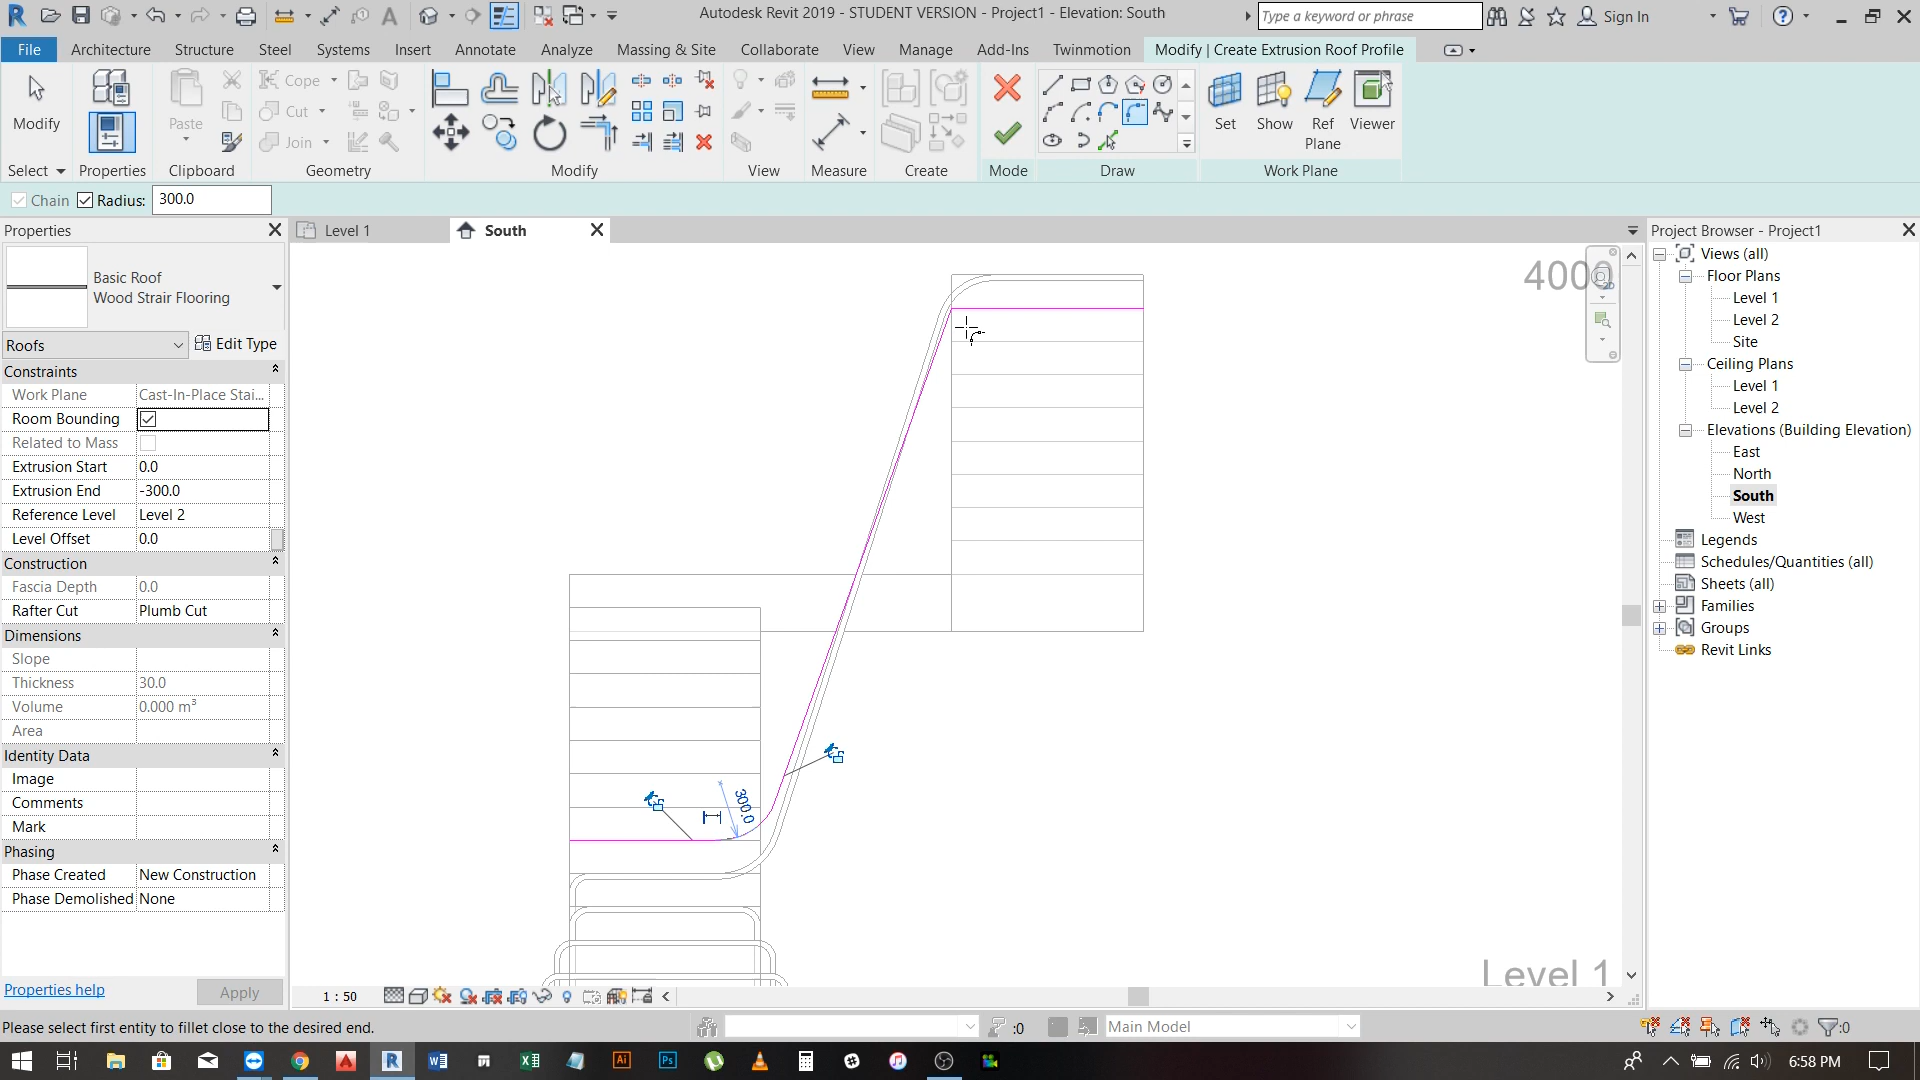 Autodesk Revit 2019 - STUDENT VERSION - Project1 - Elevation: South
Type a keyword or phrase
Sign In
File Architecture Structure Steel Systems Insert Annotate Analyze Massing & Site Collaborate View Manage Add-Ins Twinmotion Modify | Create Extrusion Roof Profile
Modify
Paste
Cope
Cut
Join
Set Show Ref Plane Viewer
Select Properties Clipboard Geometry Modify View Measure Create Mode Draw Work Plane
Chain Radius: 300.0
Properties
Level 1
South
Project Browser - Project1
Basic Roof
Wood Strair Flooring
Roofs
Edit Type
Constraints
Work Plane Cast-In-Place Stai...
Room Bounding
Related to Mass
Extrusion Start 0.0
Extrusion End -300.0
Reference Level Level 2
Level Offset 0.0
Construction
Fascia Depth 0.0
Rafter Cut Plumb Cut
Dimensions
Slope
Thickness 30.0
Volume 0.000 m³
Area
Identity Data
Image
Comments
Mark
Phasing
Phase Created New Construction
Phase Demolished None
Properties help
Apply
4000
300.0
Level 1
1 : 50
Views (all)
Floor Plans
Level 1
Level 2
Site
Ceiling Plans
Level 1
Level 2
Elevations (Building Elevation)
East
North
South
West
Legends
Schedules/Quantities (all)
Sheets (all)
Families
Groups
Revit Links
Please select first entity to fillet close to the desired end.
:0
Main Model
:0
6:58 PM